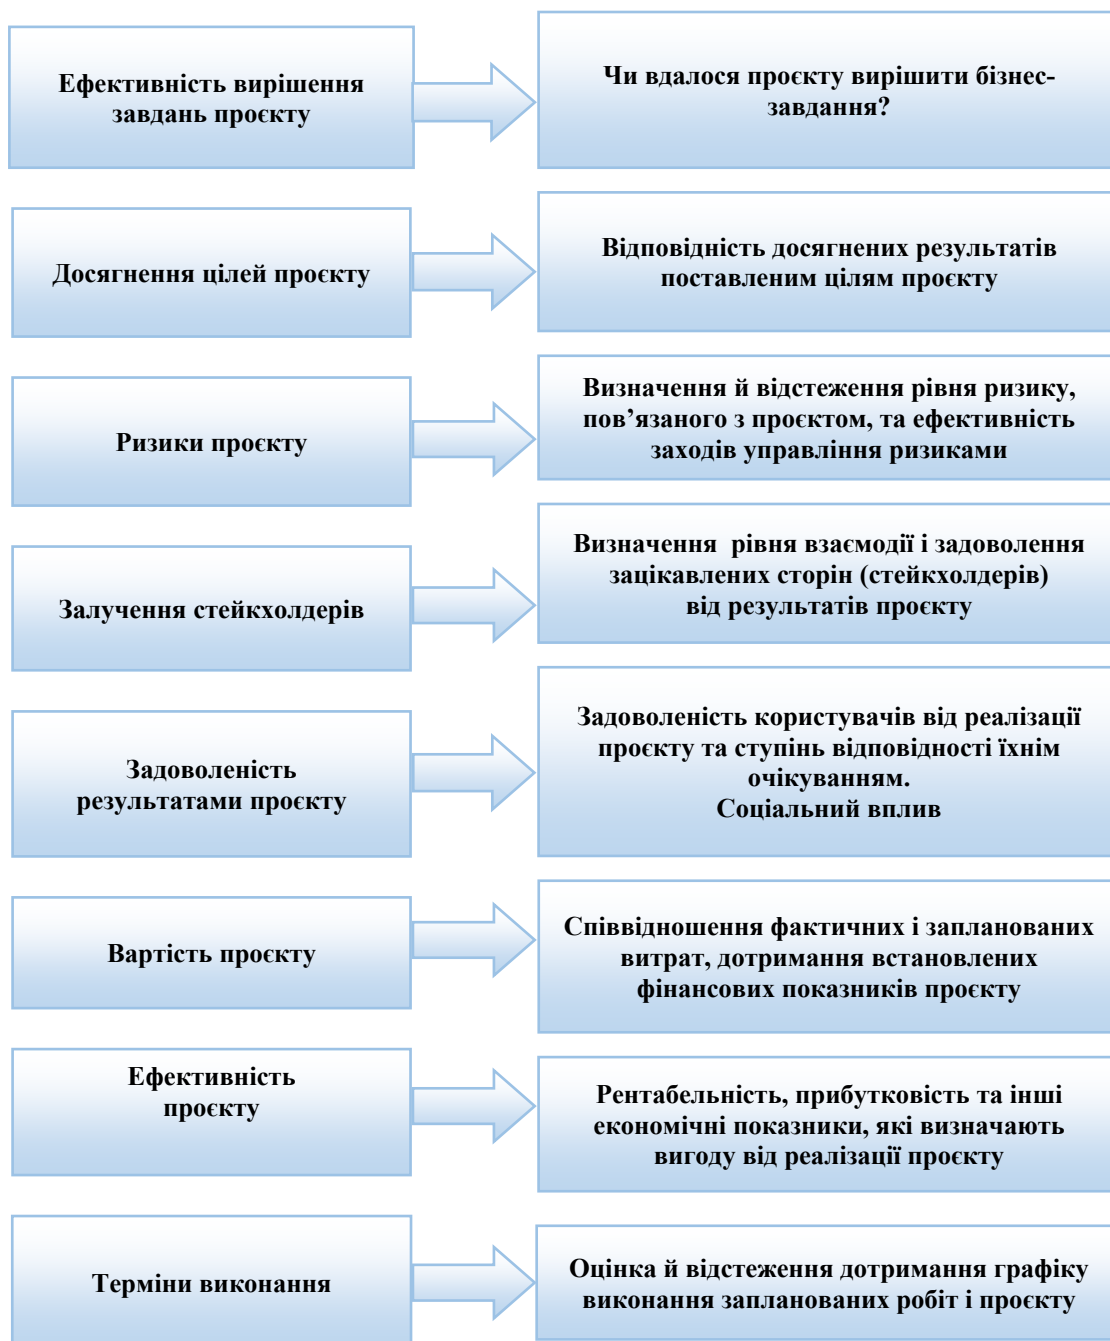 Ефективність вирішення
завдань проєкту
Чи вдалося проєкту вирішити бізнес-
завдання?
Досягнення цілей проєкту
Відповідність досягнених результатів
поставленим цілям проєкту
Ризики проєкту
Визначення й відстеження рівня ризику,
пов’язаного з проєктом, та ефективність
заходів управління ризиками
Залучення стейкхолдерів
Визначення рівня взаємодії і задоволення
зацікавлених сторін (стейкхолдерів)
від результатів проєкту
Задоволеність
результатами проєкту
Задоволеність користувачів від реалізації
проєкту та ступінь відповідності їхнім
очікуванням.
Соціальний вплив
Вартість проєкту
Співвідношення фактичних і запланованих
витрат, дотримання встановлених
фінансових показників проєкту
Ефективність
проєкту
Рентабельність, прибутковість та інші
економічні показники, які визначають
вигоду від реалізації проєкту
Терміни виконання
Оцінка й відстеження дотримання графіку
виконання запланованих робіт і проєкту